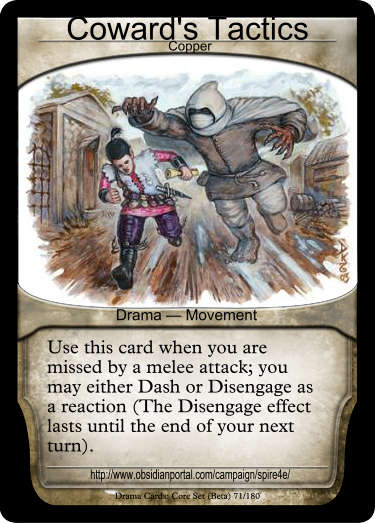 Coward's Tactics
Copper
Drama — Movement
Use this card when you are
missed by a melee attack; you
may either Dash or Disengage as
a reaction (The Disengage effect
lasts until the end of your next
turn).
http://www.obsidianportal.com/campaign/spire4e/
Drama Cards: Core Set (Beta) 71/180